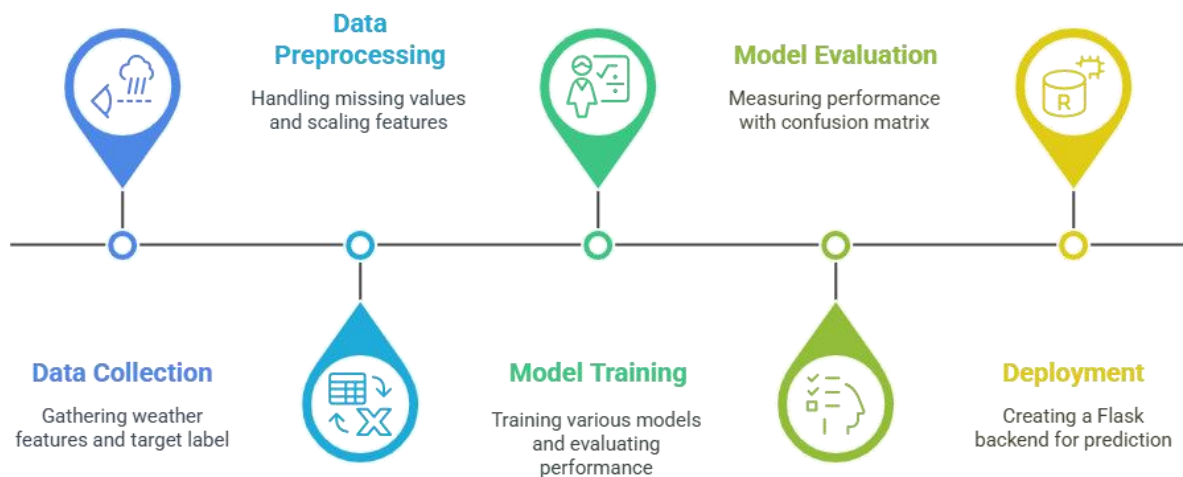 Data
Preprocessing
Handling missing values
and scaling features
Model Evaluation
Measuring performance
with confusion matrix
R
Data Collection
Gathering weather
features and target label
Model Training
Training various models
and evaluating
performance
Deployment
Creating a Flask
backend for prediction